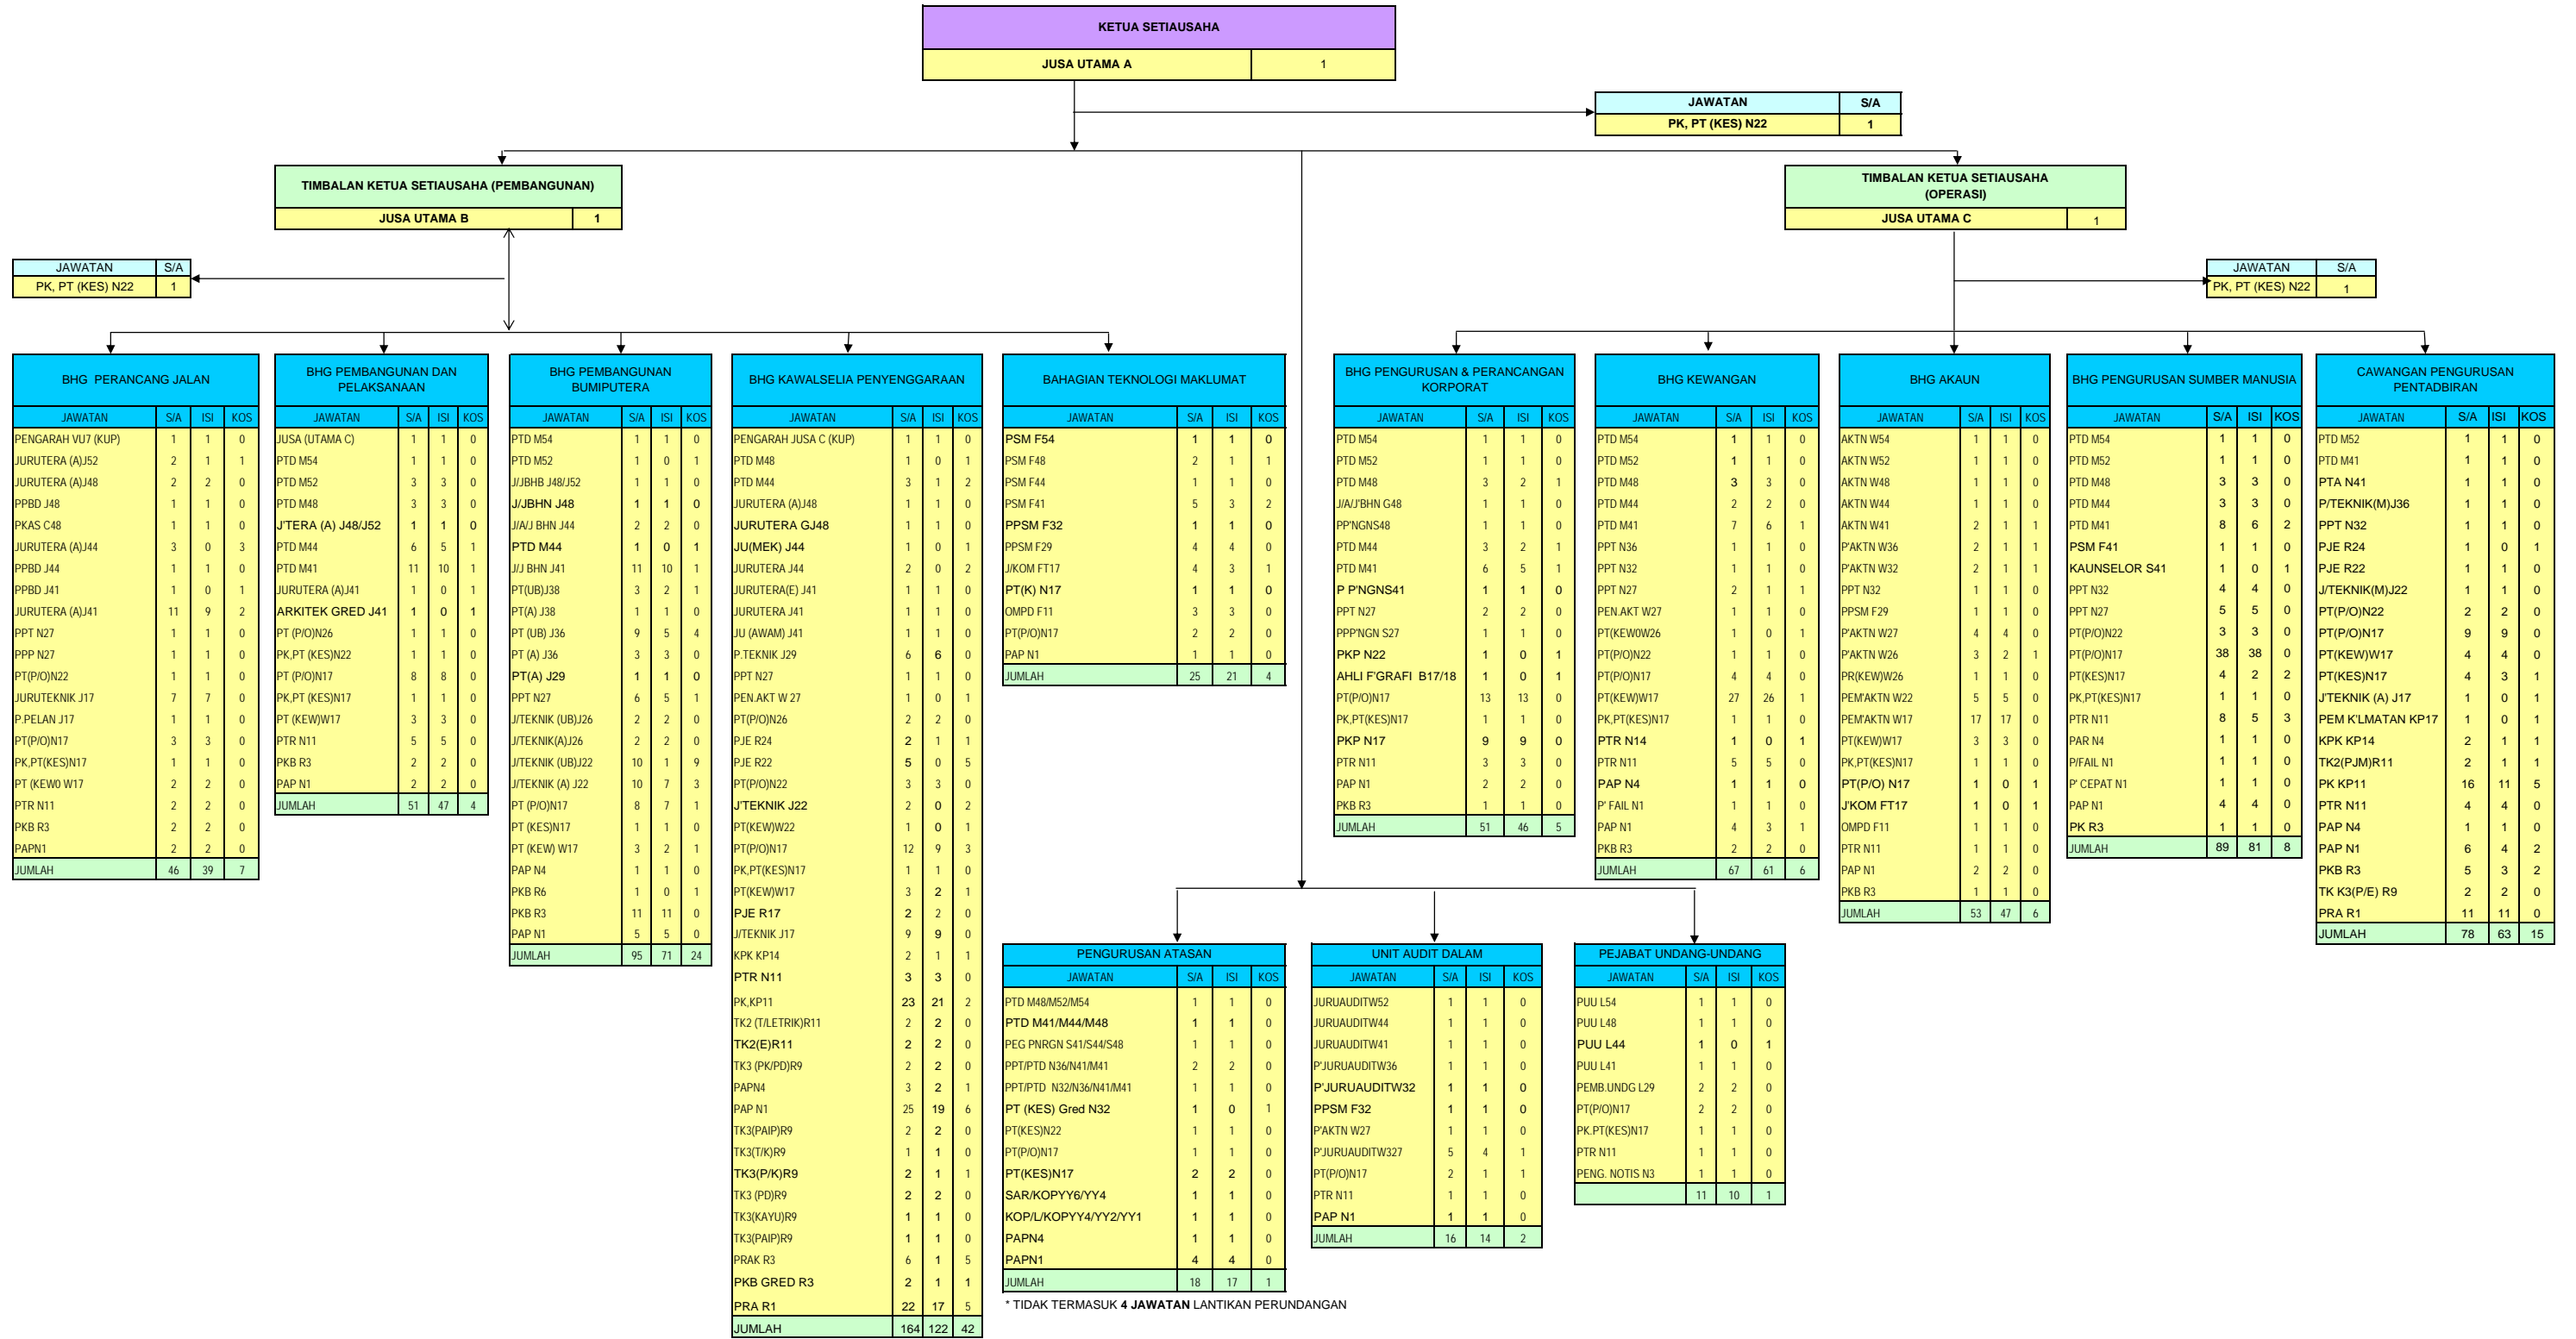 KETUA SETIAUSAHA
JUSA UTAMA A 1
JAWATAN S/A
PK, PT (KES) N22 1
TIMBALAN KETUA SETIAUSAHA (PEMBANGUNAN)
JUSA UTAMA B 1
TIMBALAN KETUA SETIAUSAHA
(OPERASI)
JUSA UTAMA C 1
JAWATAN S/A
PK, PT (KES) N22 1
JAWATAN S/A
PK, PT (KES) N22 1
BHG PERANCANG JALAN
JAWATAN S/A ISI KOS
PENGARAH VU7 (KUP) 1 1 0
JURUTERA (A)J52 2 1 1
JURUTERA (A)J48 2 2 0
PPBD J48 1 1 0
PKAS C48 1 1 0
JURUTERA (A)J44 3 0 3
PPBD J44 1 1 0
PPBD J41 1 0 1
JURUTERA (A)J41 11 9 2
PPT N27 1 1 0
PPP N27 1 1 0
PT(P/O)N22 1 1 0
JURUTEKNIK J17 7 7 0
P.PELAN J17 1 1 0
PT(P/O)N17 3 3 0
PK,PT(KES)N17 1 1 0
PT (KEW0 W17 2 2 0
PTR N11 2 2 0
PKB R3 2 2 0
PAPN1 2 2 0
JUMLAH 46 39 7
BHG PEMBANGUNAN DAN
PELAKSANAAN
JAWATAN S/A ISI KOS
JUSA (UTAMA C) 1 1 0
PTD M54 1 1 0
PTD M52 3 3 0
PTD M48 3 3 0
J'TERA (A) J48/J52 1 1 0
PTD M44 6 5 1
PTD M41 11 10 1
JURUTERA (A)J41 1 0 1
ARKITEK GRED J41 1 0 1
PT (P/O)N26 1 1 0
PK,PT (KES)N22 1 1 0
PT (P/O)N17 8 8 0
PK,PT (KES)N17 1 1 0
PT (KEW)W17 3 3 0
PTR N11 5 5 0
PKB R3 2 2 0
PAP N1 2 2 0
JUMLAH 51 47 4
BHG PEMBANGUNAN
BUMIPUTERA
JAWATAN S/A ISI KOS
PTD M54 1 1 0
PTD M52 1 0 1
J/JBHB J48/J52 1 1 0
J/JBHN J48 1 1 0
J/A/J BHN J44 2 2 0
PTD M44 1 0 1
J/J BHN J41 11 10 1
PT(UB)J38 3 2 1
PT(A) J38 1 1 0
PT (UB) J36 9 5 4
PT (A) J36 3 3 0
PT(A) J29 1 1 0
PPT N27 6 5 1
J/TEKNIK (UB)J26 2 2 0
J/TEKNIK(A)J26 2 2 0
J/TEKNIK (UB)J22 10 1 9
J/TEKNIK (A) J22 10 7 3
PT (P/O)N17 8 7 1
PT (KES)N17 1 1 0
PT (KEW) W17 3 2 1
PAP N4 1 1 0
PKB R6 1 0 1
PKB R3 11 11 0
PAP N1 5 5 0
JUMLAH 95 71 24
BHG KAWALSELIA PENYENGGARAAN
JAWATAN S/A ISI KOS
PENGARAH JUSA C (KUP) 1 1 0
PTD M48 1 0 1
PTD M44 3 1 2
JURUTERA (A)J48 1 1 0
JURUTERA GJ48 1 1 0
JU(MEK) J44 1 0 1
JURUTERA J44 2 0 2
JURUTERA(E) J41 1 1 0
JURUTERA J41 1 1 0
JU (AWAM) J41 1 1 0
P.TEKNIK J29 6 6 0
PPT N27 1 1 0
PEN.AKT W 27 1 0 1
PT(P/O)N26 2 2 0
PJE R24 2 1 1
PJE R22 5 0 5
PT(P/O)N22 3 3 0
J'TEKNIK J22 2 0 2
PT(KEW)W22 1 0 1
PT(P/O)N17 12 9 3
PK,PT(KES)N17 1 1 0
PT(KEW)W17 3 2 1
PJE R17 2 2 0
J/TEKNIK J17 9 9 0
KPK KP14 2 1 1
PTR N11 3 3 0
PK,KP11 23 21 2
TK2 (T/LETRIK)R11 2 2 0
TK2(E)R11 2 2 0
TK3 (PK/PD)R9 2 2 0
PAPN4 3 2 1
PAP N1 25 19 6
TK3(PAIP)R9 2 2 0
TK3(T/K)R9 1 1 0
TK3(P/K)R9 2 1 1
TK3 (PD)R9 2 2 0
TK3(KAYU)R9 1 1 0
TK3(PAIP)R9 1 1 0
PRAK R3 6 1 5
PKB GRED R3 2 1 1
PRA R1 22 17 5
JUMLAH 164 122 42
BAHAGIAN TEKNOLOGI MAKLUMAT
JAWATAN S/A ISI KOS
PSM F54 1 1 0
PSM F48 2 1 1
PSM F44 1 1 0
PSM F41 5 3 2
PPSM F32 1 1 0
PPSM F29 4 4 0
J/KOM FT17 4 3 1
PT(K) N17 1 1 0
OMPD F11 3 3 0
PT(P/O)N17 2 2 0
PAP N1 1 1 0
JUMLAH 25 21 4
BHG PENGURUSAN & PERANCANGAN
KORPORAT
JAWATAN S/A ISI KOS
PTD M54 1 1 0
PTD M52 1 1 0
PTD M48 3 2 1
J/A/J'BHN G48 1 1 0
PP'NGNS48 1 1 0
PTD M44 3 2 1
PTD M41 6 5 1
P P'NGNS41 1 1 0
PPT N27 2 2 0
PPP'NGN S27 1 1 0
PKP N22 1 0 1
AHLI F'GRAFI B17/18 1 0 1
PT(P/O)N17 13 13 0
PK,PT(KES)N17 1 1 0
PKP N17 9 9 0
PTR N11 3 3 0
PAP N1 2 2 0
PKB R3 1 1 0
JUMLAH 51 46 5
BHG KEWANGAN
JAWATAN S/A ISI KOS
PTD M54 1 1 0
PTD M52 1 1 0
PTD M48 3 3 0
PTD M44 2 2 0
PTD M41 7 6 1
PPT N36 1 1 0
PPT N32 1 1 0
PPT N27 2 1 1
PEN.AKT W27 1 1 0
PT(KEW0W26 1 0 1
PT(P/O)N22 1 1 0
PT(P/O)N17 4 4 0
PT(KEW)W17 27 26 1
PK,PT(KES)N17 1 1 0
PTR N14 1 0 1
PTR N11 5 5 0
PAP N4 1 1 0
P' FAIL N1 1 1 0
PAP N1 4 3 1
PKB R3 2 2 0
JUMLAH 67 61 6
BHG AKAUN
JAWATAN S/A ISI KOS
AKTN W54 1 1 0
AKTN W52 1 1 0
AKTN W48 1 1 0
AKTN W44 1 1 0
AKTN W41 2 1 1
P'AKTN W36 2 1 1
P'AKTN W32 2 1 1
PPT N32 1 1 0
PPSM F29 1 1 0
P'AKTN W27 4 4 0
P'AKTN W26 3 2 1
PR(KEW)W26 1 1 0
PEM'AKTN W22 5 5 0
PEM'AKTN W17 17 17 0
PT(KEW)W17 3 3 0
PK,PT(KES)N17 1 1 0
PT(P/O) N17 1 0 1
J'KOM FT17 1 0 1
OMPD F11 1 1 0
PTR N11 1 1 0
PAP N1 2 2 0
PKB R3 1 1 0
JUMLAH 53 47 6
BHG PENGURUSAN SUMBER MANUSIA
JAWATAN S/A ISI KOS
PTD M54 1 1 0
PTD M52 1 1 0
PTD M48 3 3 0
PTD M44 3 3 0
PTD M41 8 6 2
PSM F41 1 1 0
KAUNSELOR S41 1 0 1
PPT N32 4 4 0
PPT N27 5 5 0
PT(P/O)N22 3 3 0
PT(P/O)N17 38 38 0
PT(KES)N17 4 2 2
PK,PT(KES)N17 1 1 0
PTR N11 8 5 3
PAR N4 1 1 0
P/FAIL N1 1 1 0
P' CEPAT N1 1 1 0
PAP N1 4 4 0
PK R3 1 1 0
JUMLAH 89 81 8
CAWANGAN PENGURUSAN
PENTADBIRAN
JAWATAN S/A ISI KOS
PTD M52 1 1 0
PTD M41 1 1 0
PTA N41 1 1 0
P/TEKNIK(M)J36 1 1 0
PPT N32 1 1 0
PJE R24 1 0 1
PJE R22 1 1 0
J/TEKNIK(M)J22 1 1 0
PT(P/O)N22 2 2 0
PT(P/O)N17 9 9 0
PT(KEW)W17 4 4 0
PT(KES)N17 4 3 1
J'TEKNIK (A) J17 1 0 1
PEM K'LMATAN KP17 1 0 1
KPK KP14 2 1 1
TK2(PJM)R11 2 1 1
PK KP11 16 11 5
PTR N11 4 4 0
PAP N4 1 1 0
PAP N1 6 4 2
PKB R3 5 3 2
TK K3(P/E) R9 2 2 0
PRA R1 11 11 0
JUMLAH 78 63 15
PENGURUSAN ATASAN
JAWATAN S/A ISI KOS
PTD M48/M52/M54 1 1 0
PTD M41/M44/M48 1 1 0
PEG PNRGN S41/S44/S48 1 1 0
PPT/PTD N36/N41/M41 2 2 0
PPT/PTD N32/N36/N41/M41 1 1 0
PT (KES) Gred N32 1 0 1
PT(KES)N22 1 1 0
PT(P/O)N17 1 1 0
PT(KES)N17 2 2 0
SAR/KOPYY6/YY4 1 1 0
KOP/L/KOPYY4/YY2/YY1 1 1 0
PAPN4 1 1 0
PAPN1 4 4 0
JUMLAH 18 17 1
* TIDAK TERMASUK 4 JAWATAN LANTIKAN PERUNDANGAN
UNIT AUDIT DALAM
JAWATAN S/A ISI KOS
JURUAUDITW52 1 1 0
JURUAUDITW44 1 1 0
JURUAUDITW41 1 1 0
P'JURUAUDITW36 1 1 0
P'JURUAUDITW32 1 1 0
PPSM F32 1 1 0
P'AKTN W27 1 1 0
P'JURUAUDITW327 5 4 1
PT(P/O)N17 2 1 1
PTR N11 1 1 0
PAP N1 1 1 0
JUMLAH 16 14 2
PEJABAT UNDANG-UNDANG
JAWATAN S/A ISI KOS
PUU L54 1 1 0
PUU L48 1 1 0
PUU L44 1 0 1
PUU L41 1 1 0
PEMB.UNDG L29 2 2 0
PT(P/O)N17 2 2 0
PK.PT(KES)N17 1 1 0
PTR N11 1 1 0
PENG. NOTIS N3 1 1 0
11 10 1